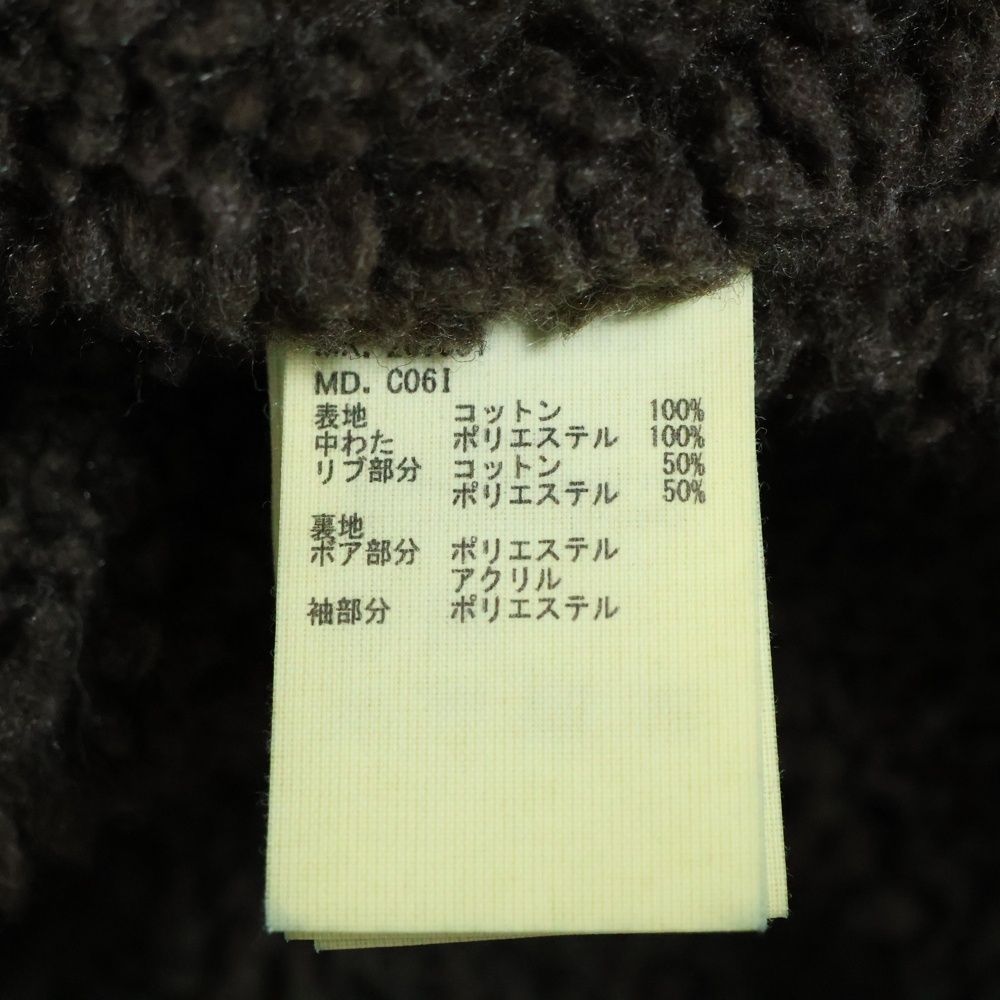 MD. C06I
表地 コットン 100%
中わた ポリエステル 100%
リブ部分 コットン 50%
ポリエステル 50%
裏地
ボア部分 ポリエステル
アクリル
袖部分 ポリエステル